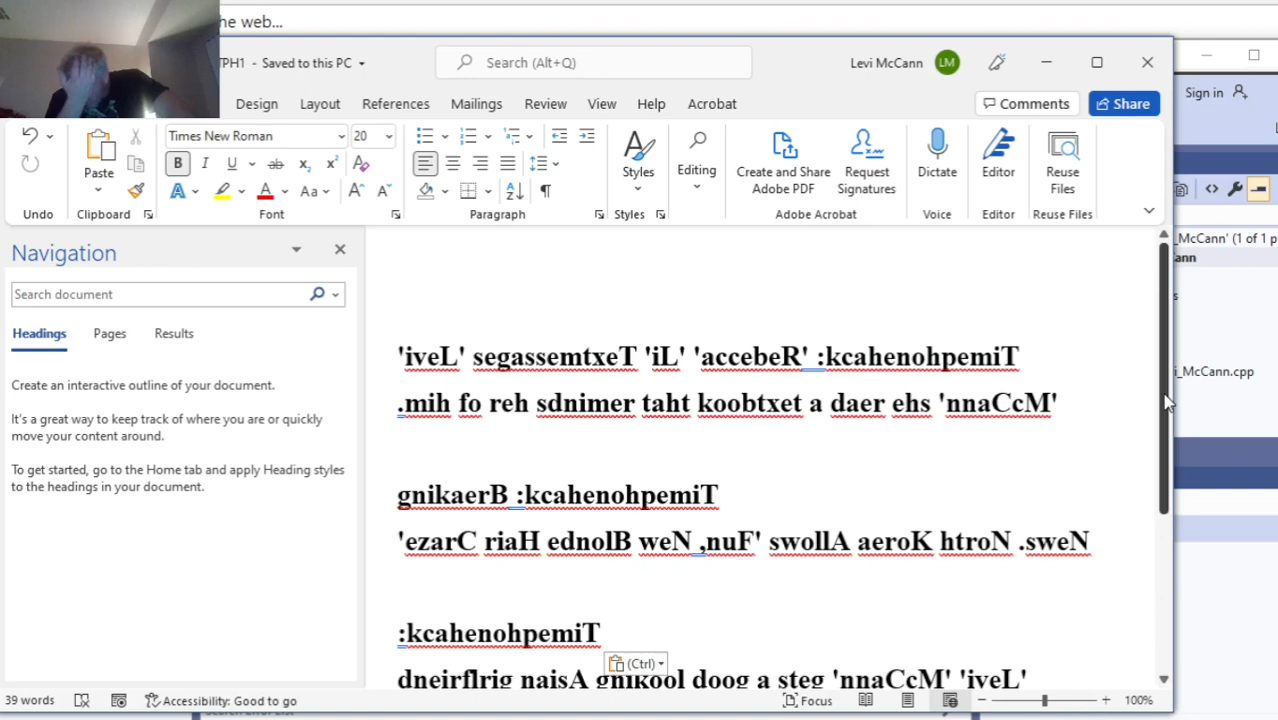 he web...
TPH1 - Saved to this PC
Search (Alt+Q)
Levi McCann LM
Sign in
Design Layout References Mailings Review View Help Acrobat Comments Share
Times New Roman 20
Paste Styles Editing Create and Share Adobe PDF Request Signatures Dictate Editor Reuse Files
Undo Clipboard Font Paragraph Styles Adobe Acrobat Voice Editor Reuse Files
_McCann' (1 of 1 p
ann
s
i_McCann.cpp
Navigation
Search document
Headings Pages Results
Create an interactive outline of your document.
It's a great way to keep track of where you are or quickly
move your content around.
To get started, go to the Home tab and apply Heading styles
to the headings in your document.
'iveL' segassemtxeT 'iL' 'accebeR' :kcahenohpemiT
.mih fo reh sdnimer taht koobtxet a daer ehs 'nnaCcM'
gnikaerB :kcahenohpemiT
'ezarC riaH ednolB weN ,nuF' swollA aeroK htroN .sweN
:kcahenohpemiT
(Ctrl)
dneirflrig naisA gnikool doog a steg 'nnaCcM' 'iveL'
39 words Accessibility: Good to go Focus 100%